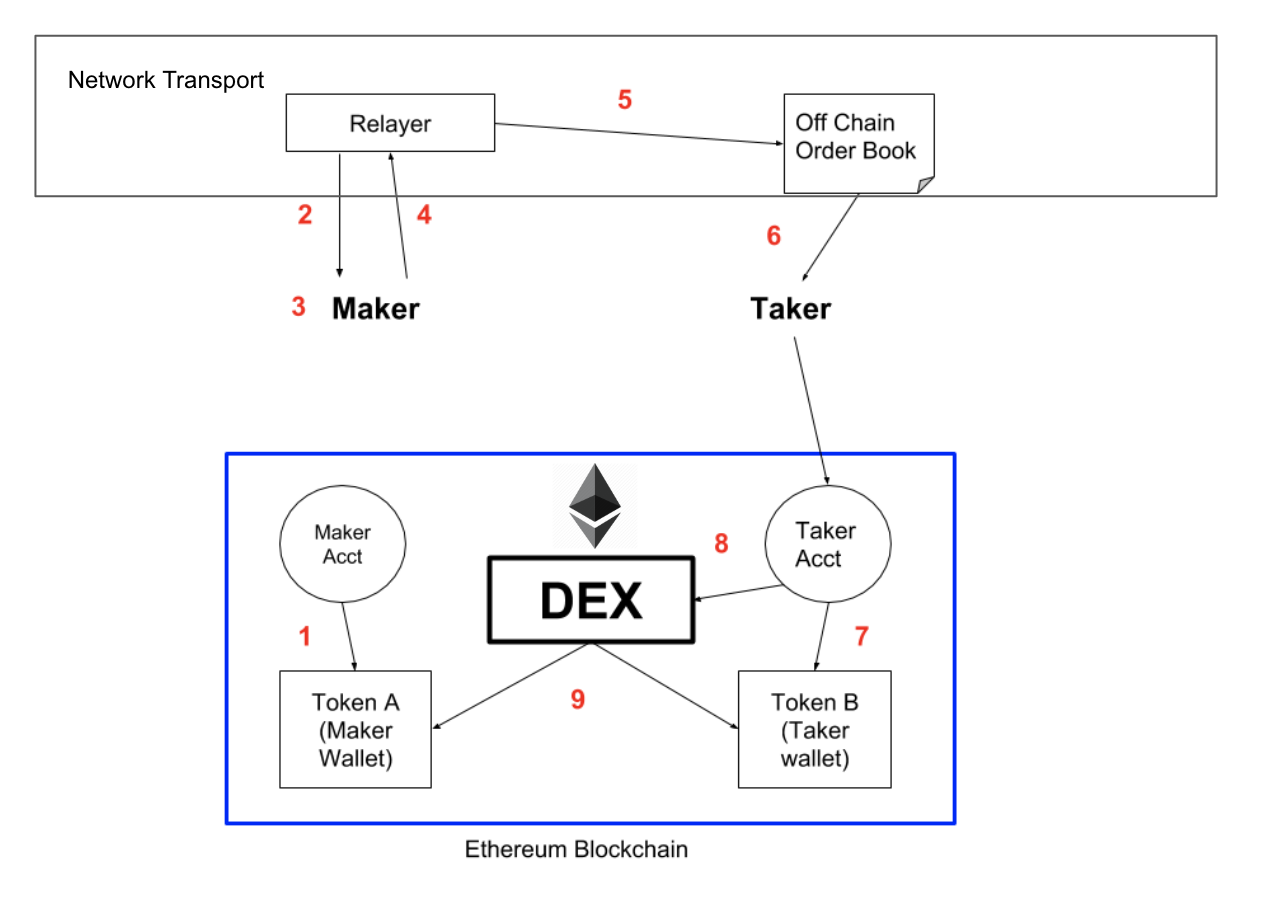 Network Transport
Relayer
5
Off Chain
Order Book
2
4
6
3
Maker
Taker
Maker
Acct
8
Taker
Acct
DEX
1
7
Token A
(Maker
Wallet)
9
Token B
(Taker
wallet)
Ethereum Blockchain